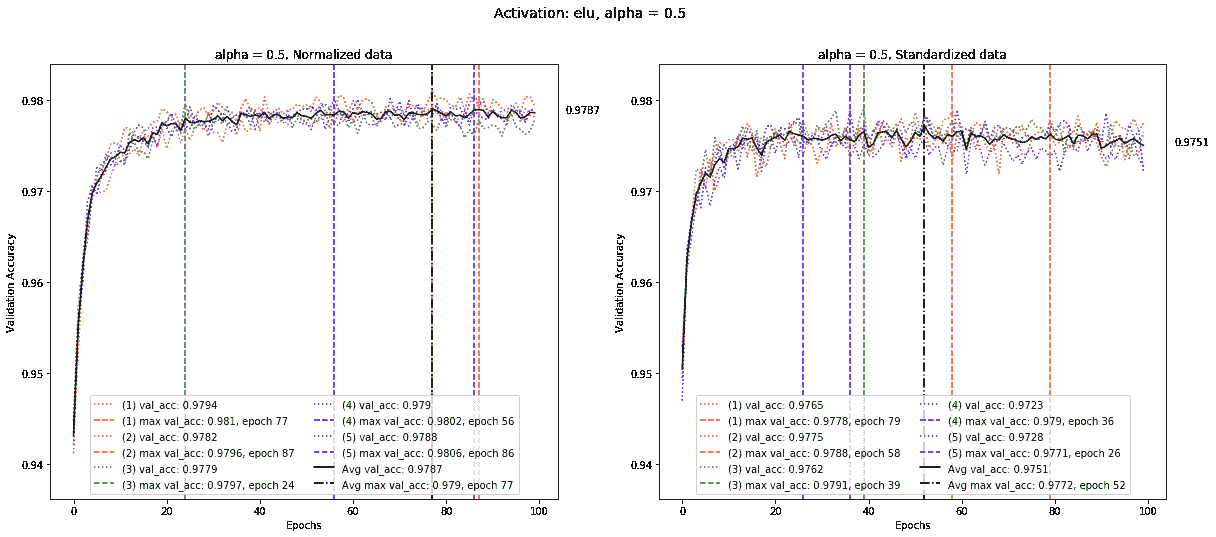 Activation: elu, alpha = 0.5
alpha = 0.5, Normalized data
Validation Accuracy
0.98
0.97
0.96
0.95
0.94
0.9787
(1) val_acc: 0.9794
(1) max val_acc: 0.981, epoch 77
(2) val_acc: 0.9782
(2) max val_acc: 0.9796, epoch 87
(3) val_acc: 0.9779
(3) max val_acc: 0.9797, epoch 24
(4) val_acc: 0.979
(4) max val_acc: 0.9802, epoch 56
(5) val_acc: 0.9788
(5) max val_acc: 0.9806, epoch 86
Avg val_acc: 0.9787
Avg max val_acc: 0.979, epoch 77
0 20 40 60 80 100
Epochs
alpha = 0.5, Standardized data
Validation Accuracy
0.98
0.97
0.96
0.95
0.94
0.9751
(1) val_acc: 0.9765
(1) max val_acc: 0.9778, epoch 79
(2) val_acc: 0.9775
(2) max val_acc: 0.9788, epoch 58
(3) val_acc: 0.9762
(3) max val_acc: 0.9791, epoch 39
(4) val_acc: 0.9723
(4) max val_acc: 0.979, epoch 36
(5) val_acc: 0.9728
(5) max val_acc: 0.9771, epoch 26
Avg val_acc: 0.9751
Avg max val_acc: 0.9772, epoch 52
0 20 40 60 80 100
Epochs